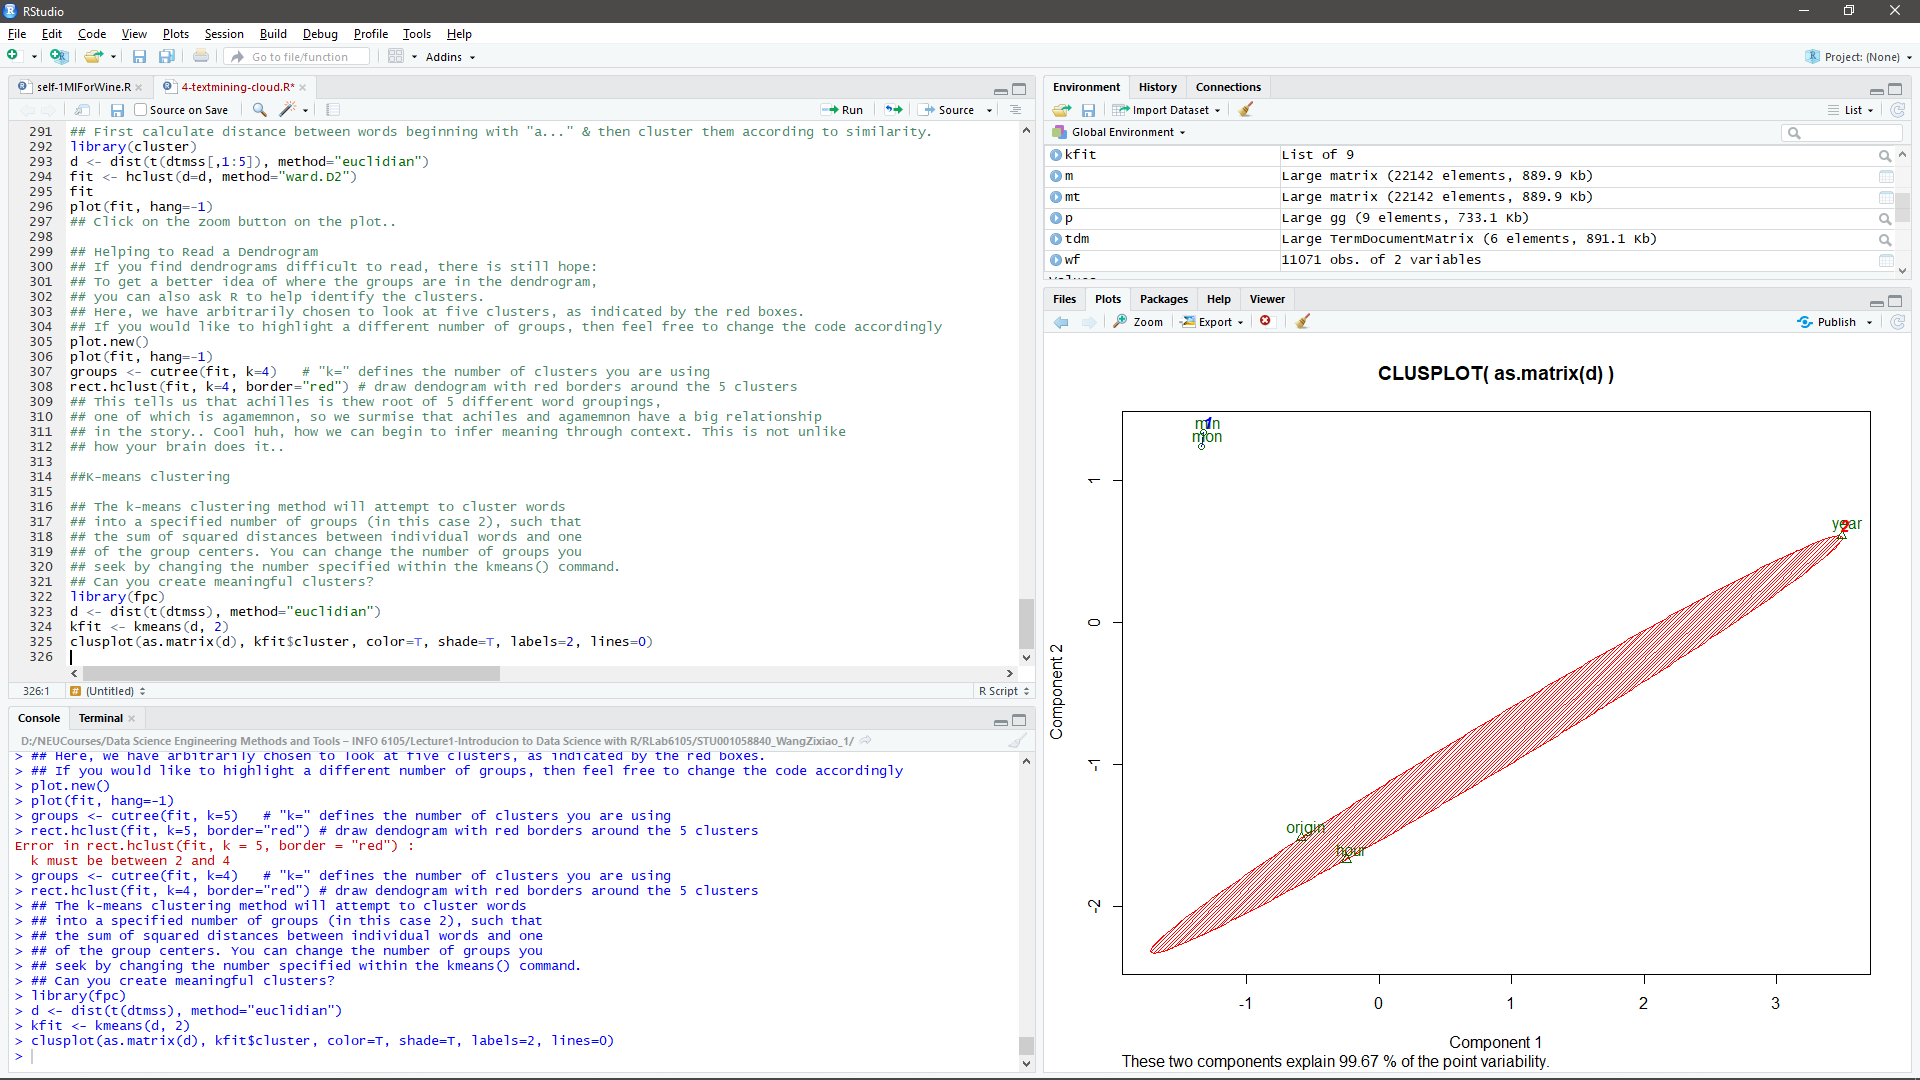 RStudio
File Edit Code View Plots Session Build Debug Profile Tools Help
Go to file/function Addins Project: (None)
self-1MIForWine.R 4-textmining-cloud.R*
Source on Save Run Source
291 ## First calculate distance between words beginning with "a..." & then cluster them according to similarity.
292 library(cluster)
293 d <- dist(t(dtmss[,1:5]), method="euclidian")
294 fit <- hclust(d=d, method="ward.D2")
295 fit
296 plot(fit, hang=-1)
297 ## Click on the zoom button on the plot..
298
299 ## Helping to Read a Dendrogram
300 ## If you find dendrograms difficult to read, there is still hope:
301 ## To get a better idea of where the groups are in the dendrogram,
302 ## you can also ask R to help identify the clusters.
303 ## Here, we have arbitrarily chosen to look at five clusters, as indicated by the red boxes.
304 ## If you would like to highlight a different number of groups, then feel free to change the code accordingly
305 plot.new()
306 plot(fit, hang=-1)
307 groups <- cutree(fit, k=4)   # "k=" defines the number of clusters you are using
308 rect.hclust(fit, k=4, border="red") # draw dendogram with red borders around the 5 clusters
309 ## This tells us that achilles is thew root of 5 different word groupings,
310 ## one of which is agamemnon, so we surmise that achiles and agamemnon have a big relationship
311 ## in the story.. Cool huh, how we can begin to infer meaning through context. This is not unlike
312 ## how your brain does it..
313
314 ##K-means clustering
315
316 ## The k-means clustering method will attempt to cluster words
317 ## into a specified number of groups (in this case 2), such that
318 ## the sum of squared distances between individual words and one
319 ## of the group centers. You can change the number of groups you
320 ## seek by changing the number specified within the kmeans() command.
321 ## Can you create meaningful clusters?
322 library(fpc)
323 d <- dist(t(dtmss), method="euclidian")
324 kfit <- kmeans(d, 2)
325 clusplot(as.matrix(d), kfit$cluster, color=T, shade=T, labels=2, lines=0)
326
326:1 (Untitled) R Script
Console Terminal
D:/NEUCourses/Data Science Engineering Methods and Tools – INFO 6105/Lecture1-Introducion to Data Science with R/RLab6105/STU001058840_WangZixiao_1/
> ## Here, we have arbitrarily chosen to look at five clusters, as indicated by the red boxes.
> ## If you would like to highlight a different number of groups, then feel free to change the code accordingly
> plot.new()
> plot(fit, hang=-1)
> groups <- cutree(fit, k=5)   # "k=" defines the number of clusters you are using
> rect.hclust(fit, k=5, border="red") # draw dendogram with red borders around the 5 clusters
Error in rect.hclust(fit, k = 5, border = "red") :
k must be between 2 and 4
> groups <- cutree(fit, k=4)   # "k=" defines the number of clusters you are using
> rect.hclust(fit, k=4, border="red") # draw dendogram with red borders around the 5 clusters
> ## The k-means clustering method will attempt to cluster words
> ## into a specified number of groups (in this case 2), such that
> ## the sum of squared distances between individual words and one
> ## of the group centers. You can change the number of groups you
> ## seek by changing the number specified within the kmeans() command.
> ## Can you create meaningful clusters?
> library(fpc)
> d <- dist(t(dtmss), method="euclidian")
> kfit <- kmeans(d, 2)
> clusplot(as.matrix(d), kfit$cluster, color=T, shade=T, labels=2, lines=0)
>
Environment History Connections
Import Dataset List
Global Environment
kfit List of 9
m Large matrix (22142 elements, 889.9 Kb)
mt Large matrix (22142 elements, 889.9 Kb)
p Large gg (9 elements, 733.1 Kb)
tdm Large TermDocumentMatrix (6 elements, 891.1 Kb)
wf 11071 obs. of 2 variables
Values
Files Plots Packages Help Viewer
Zoom Export Publish
CLUSPLOT( as.matrix(d) )
min
1
mon
year
2
origin
hour
Component 2
1
0
-1
-2
-1 0 1 2 3
Component 1
These two components explain 99.67 % of the point variability.